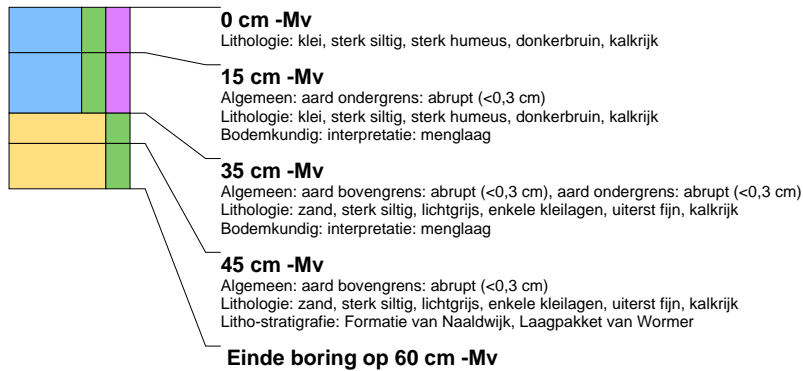 0 cm -Mv
Lithologie: klei, sterk siltig, sterk humeus, donkerbruin, kalkrijk
15 cm -Mv
Algemeen: aard ondergrens: abrupt (<0,3 cm)
Lithologie: klei, sterk siltig, sterk humeus, donkerbruin, kalkrijk
Bodemkundig: interpretatie: menglaag
35 cm -Mv
Algemeen: aard bovengrens: abrupt (<0,3 cm), aard ondergrens: abrupt (<0,3 cm)
Lithologie: zand, sterk siltig, lichtgrijs, enkele kleilagen, uiterst fijn, kalkrijk
Bodemkundig: interpretatie: menglaag
45 cm -Mv
Algemeen: aard bovengrens: abrupt (<0,3 cm)
Lithologie: zand, sterk siltig, lichtgrijs, enkele kleilagen, uiterst fijn, kalkrijk
Litho-stratigrafie: Formatie van Naaldwijk, Laagpakket van Wormer
Einde boring op 60 cm -Mv